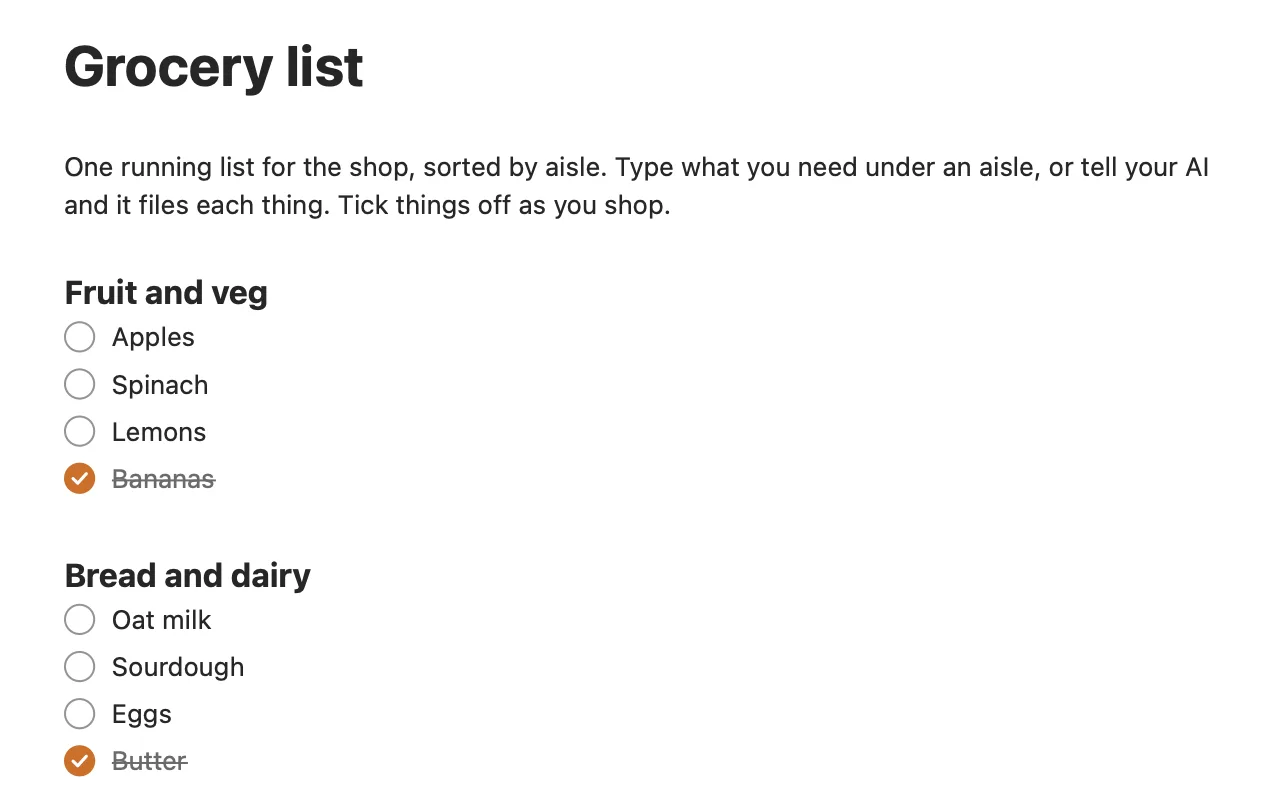 Grocery list
One running list for the shop, sorted by aisle. Type what you need under an aisle, or tell your AI
and it files each thing. Tick things off as you shop.
Fruit and veg
Apples
Spinach
Lemons
Bananas
Bread and dairy
Oat milk
Sourdough
Eggs
Butter